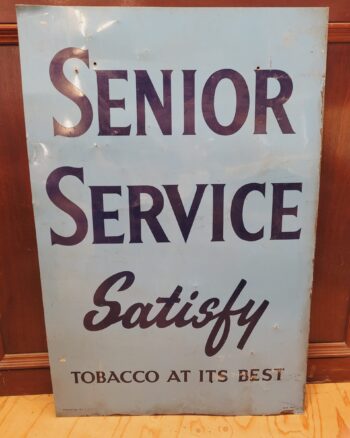 SENIOR
SERVICE
Satisfy
TOBACCO AT ITS BEST